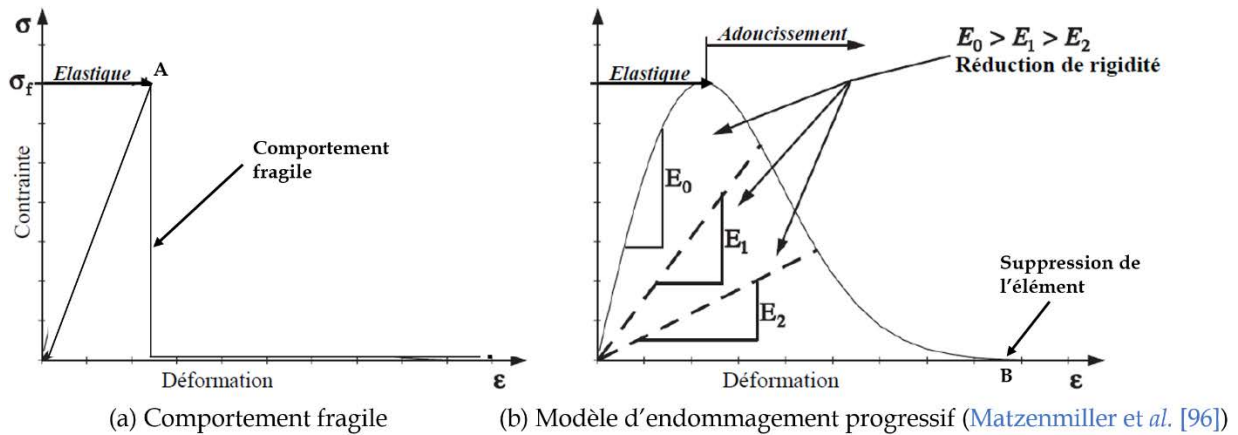 σ
σf
Elastique
A
Comportement
fragile
Contrainte
Déformation
ε
(a) Comportement fragile
Adoucissement
Elastique
E0 > E1 > E2
Réduction de rigidité
E0
E1
E2
Suppression de
l'élément
B
Déformation
ε
(b) Modèle d'endommagement progressif (Matzenmiller et al. [96])